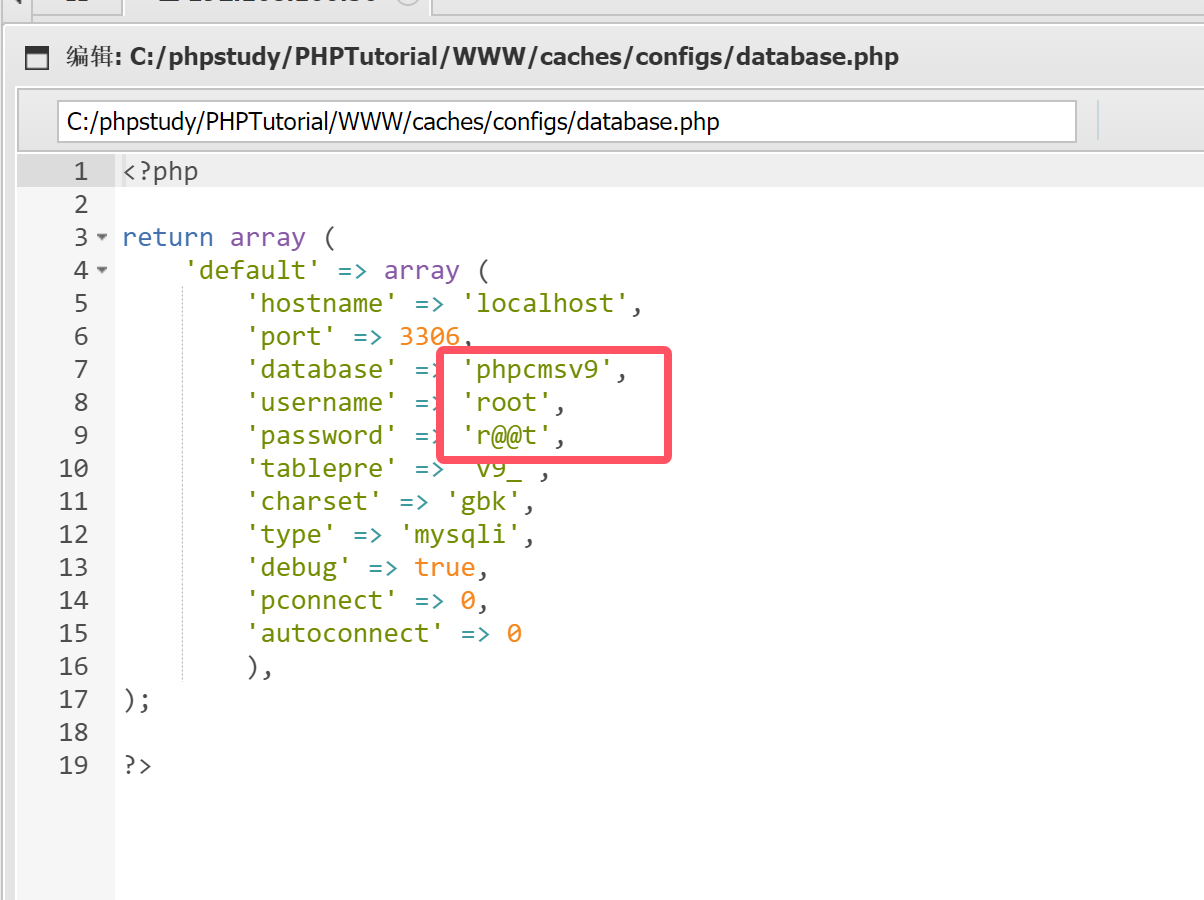 编辑: C:/phpstudy/PHPTutorial/WWW/caches/configs/database.php
C:/phpstudy/PHPTutorial/WWW/caches/configs/database.php
1 <?php
2
3 return array (
4 'default' => array (
5 'hostname' => 'localhost',
6 'port' => 3306,
7 'database' => 'phpcmsv9',
8 'username' => 'root',
9 'password' => 'r@@t',
10 'tablepre' => 'v9_',
11 'charset' => 'gbk',
12 'type' => 'mysqli',
13 'debug' => true,
14 'pconnect' => 0,
15 'autoconnect' => 0
16 ),
17 );
18
19 ?>